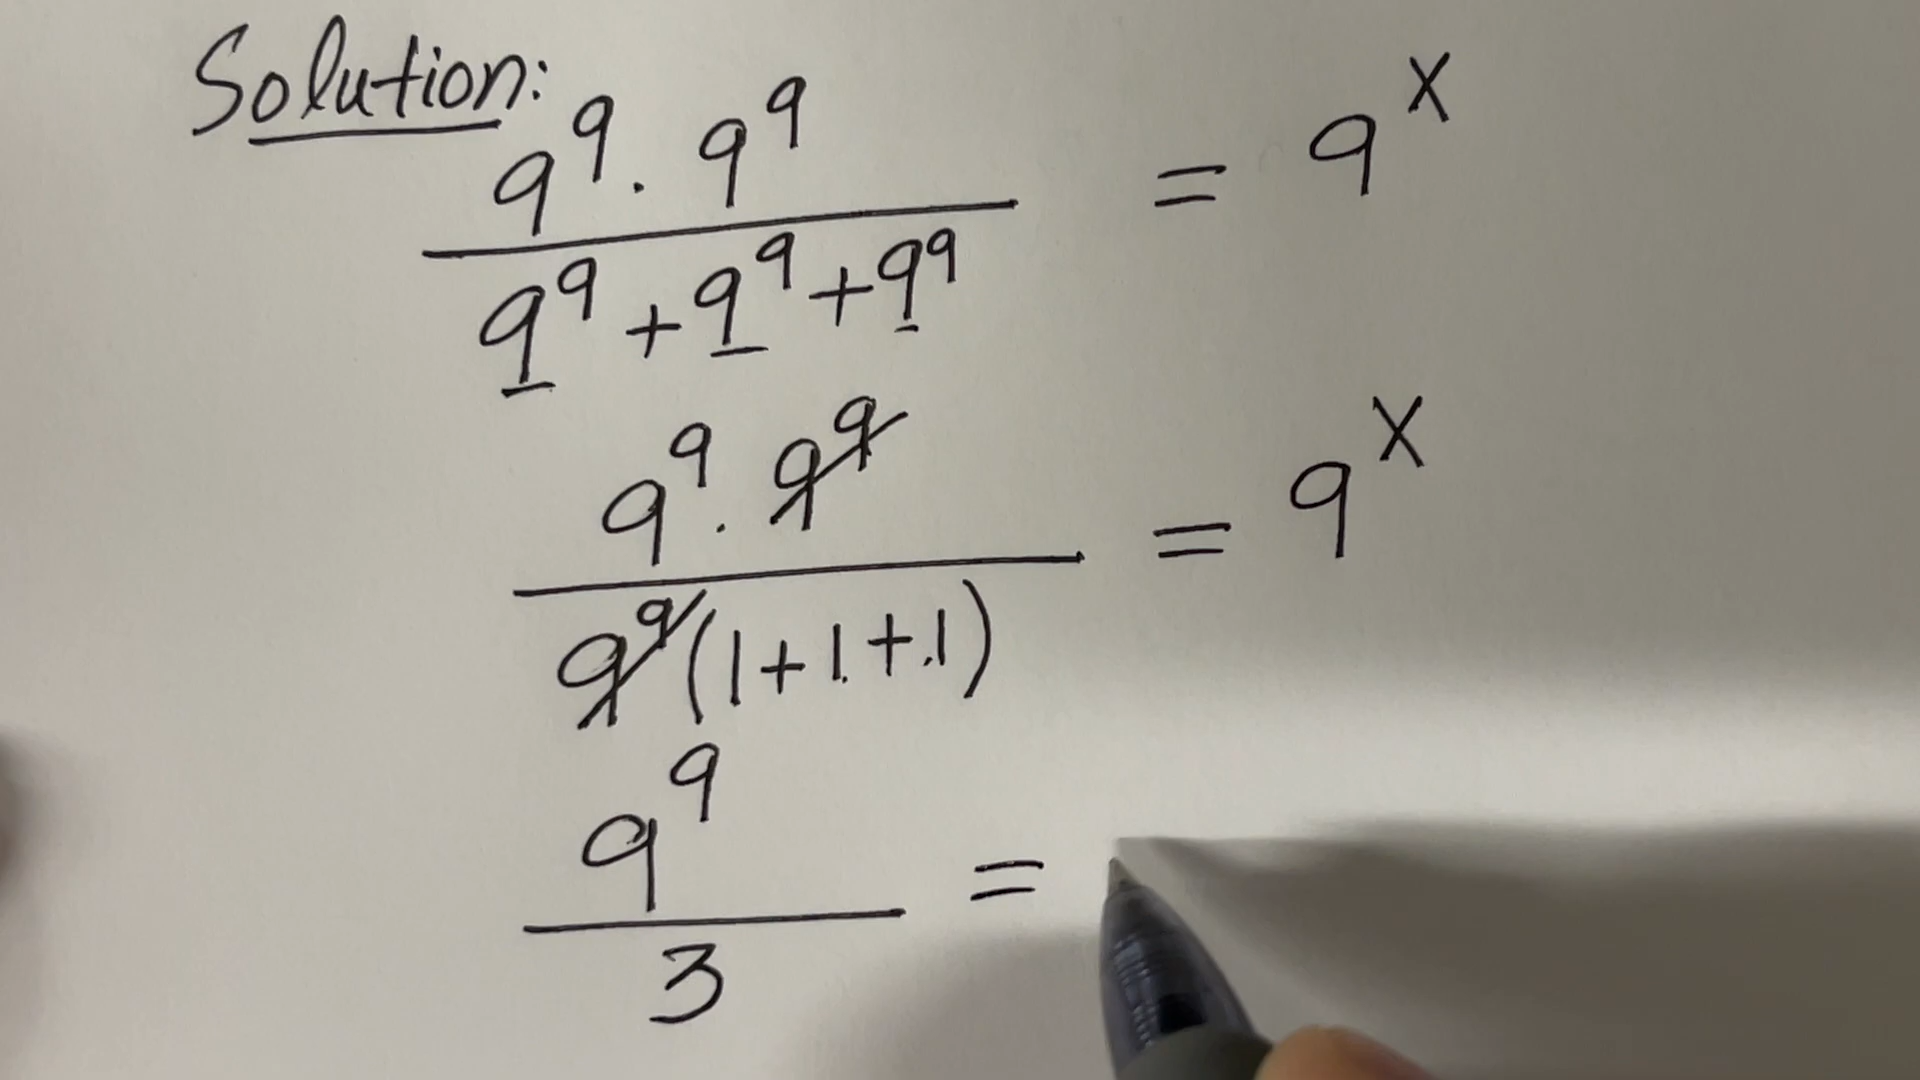 Solution:
9⁹ · 9⁹ = 9ˣ
9⁹ + 9⁹ + 9⁹
9⁹ · 9⁹ = 9ˣ
9⁹(1+1+1)
9⁹ =
3